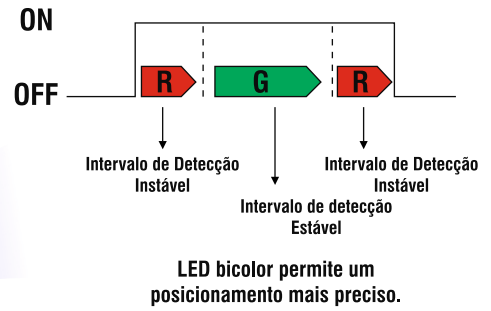 ON
R
G
R
OFF
Intervalo de Detecção
Instável
Intervalo de Detecção
Instável
Intervalo de detecção
Estável
LED bicolor permite um
posicionamento mais preciso.